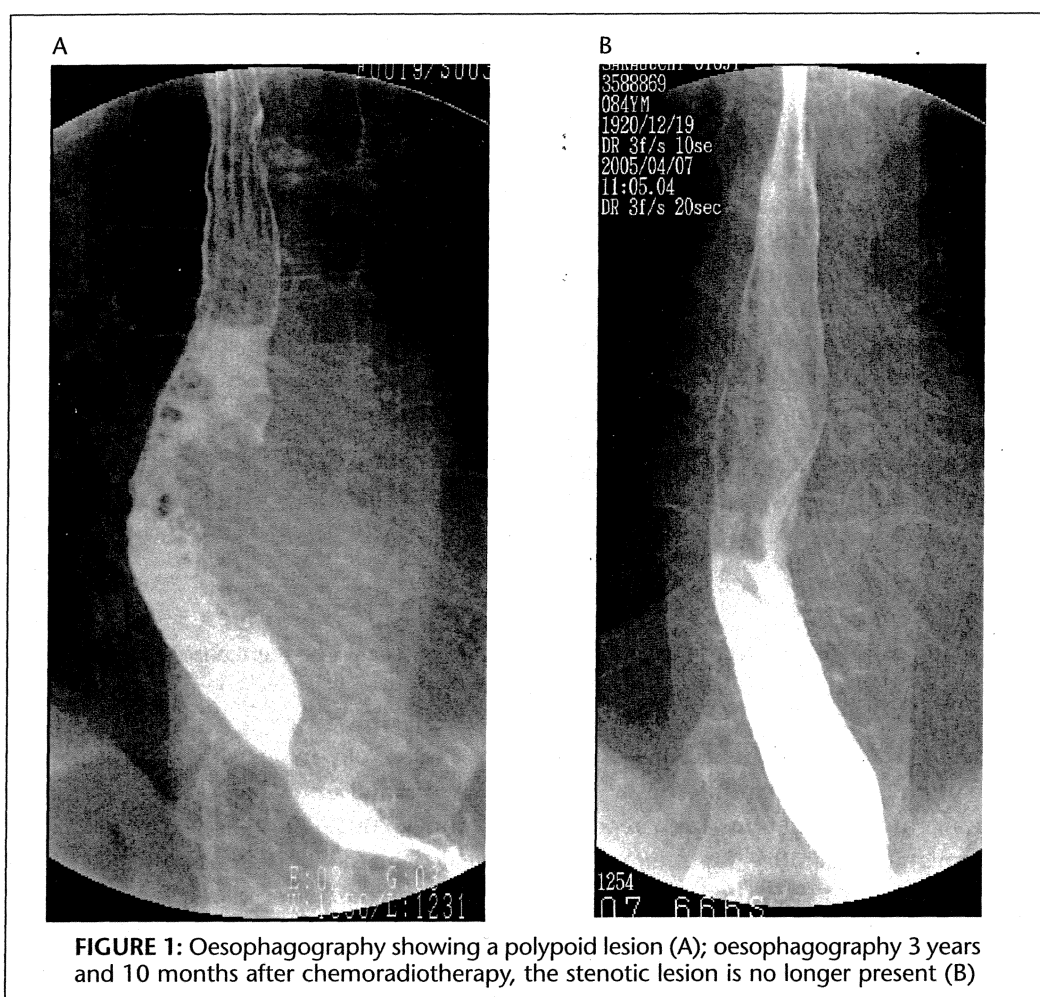 A
B
3588869
084YM
1920/12/19
DR 3f/s 10se
2005/04/07
11:05.04
DR 3f/s 20sec
1254
FIGURE 1: Oesophagography showing a polypoid lesion (A); oesophagography 3 years
and 10 months after chemoradiotherapy, the stenotic lesion is no longer present (B)